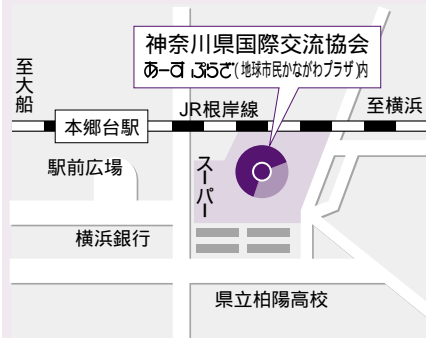 神奈川県国際交流協会
あーすぷらざ(地球市民かながわプラザ)内
至大船
JR根岸線
至横浜
本郷台駅
駅前広場
スーパー
横浜銀行
県立柏陽高校